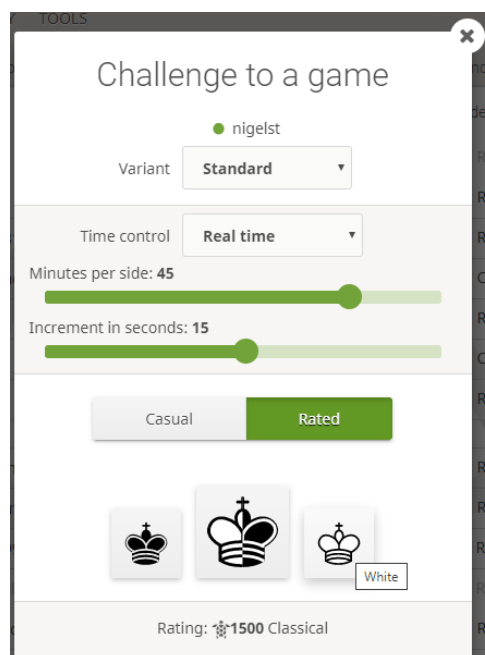 TOOLS
Challenge to a game
nigelst
Variant Standard
Time control Real time
Minutes per side: 45
Increment in seconds: 15
Casual Rated
White
Rating: 1500 Classical